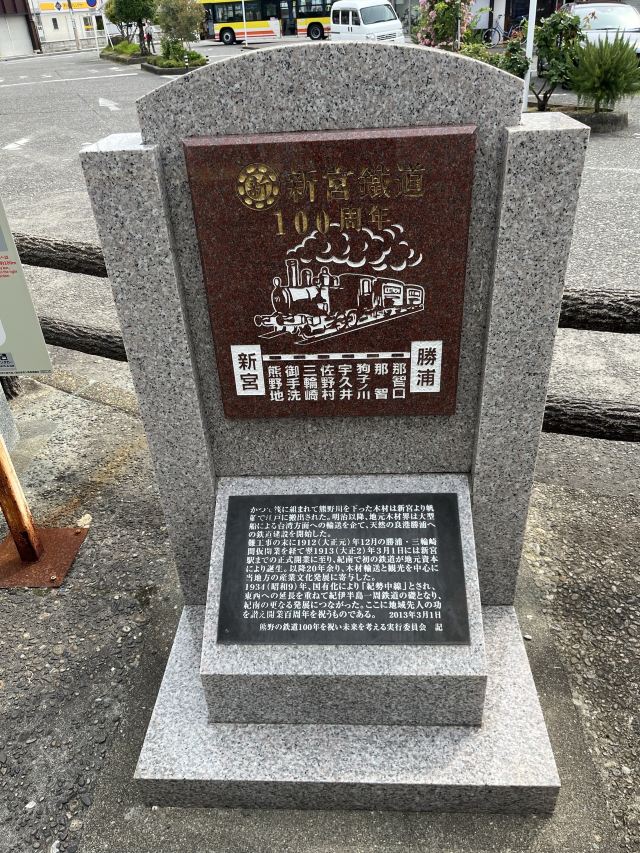 新
新宮鐵道
100周年
新宮
勝浦
熊野地
御手洗
三輪崎
佐野村
宇久井
狗子川
那智
那智口
かつて筏に組まれて熊野川を下った木材は新宮より帆
船で江戸に搬出された。明治以降、地元木材界は大型
船による台湾方面への輸送を企て、天然の良港勝浦へ
の鉄道建設を開始した。
難工事の末に1912(大正元)年12月の勝浦・三輪崎
間仮開業を経て翌1913(大正2)年3月1日には新宮
駅までの正式開業に至り、紀南で初の鉄道が地元資本
により誕生。以降20年余り、木材輸送と観光を中心に
当地方の産業文化発展に寄与した。
1934(昭和9)年、国有化により「紀勢中線」とされ、
東西への延長を重ねて紀伊半島一周鉄道の礎となり、
紀南の更なる発展につながった。ここに地域先人の功
を讃え開業百周年を祝うものである。 2013年3月1日
熊野の鉄道100年を祝い未来を考える実行委員会 記